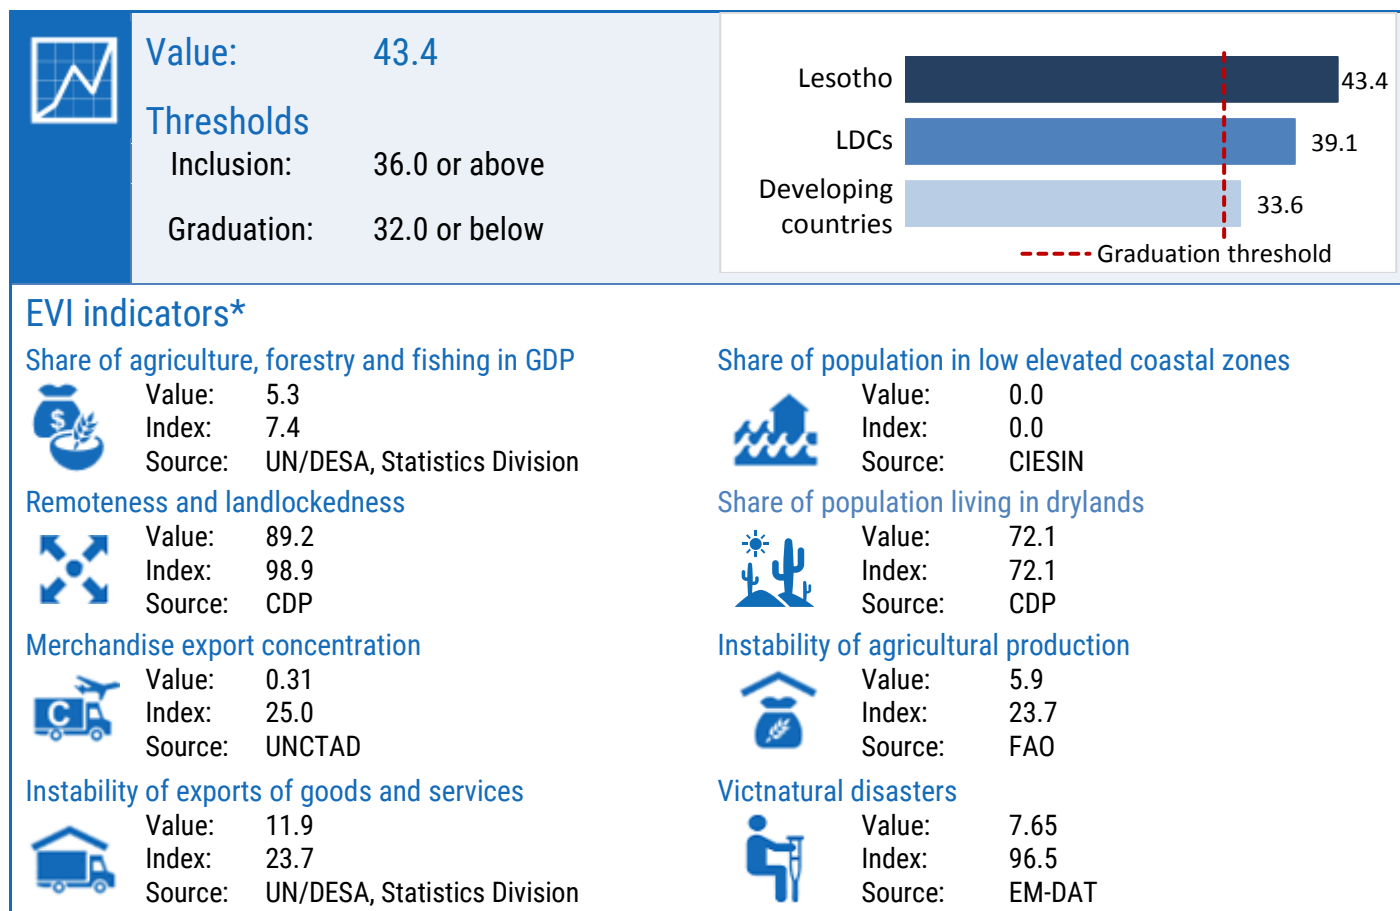 Value: 43.4
Thresholds
Inclusion: 36.0 or above
Graduation: 32.0 or below
Lesotho 43.4
LDCs 39.1
Developing
countries 33.6
Graduation threshold
EVI indicators*
Share of agriculture, forestry and fishing in GDP
$
Value: 5.3
Index: 7.4
Source: UN/DESA, Statistics Division
Share of population in low elevated coastal zones
Value: 0.0
Index: 0.0
Source: CIESIN
Remoteness and landlockedness
Value: 89.2
Index: 98.9
Source: CDP
Share of population living in drylands
Value: 72.1
Index: 72.1
Source: CDP
Merchandise export concentration
C
Value: 0.31
Index: 25.0
Source: UNCTAD
Instability of agricultural production
Value: 5.9
Index: 23.7
Source: FAO
Instability of exports of goods and services
Value: 11.9
Index: 23.7
Source: UN/DESA, Statistics Division
Victnatural disasters
Value: 7.65
Index: 96.5
Source: EM-DAT